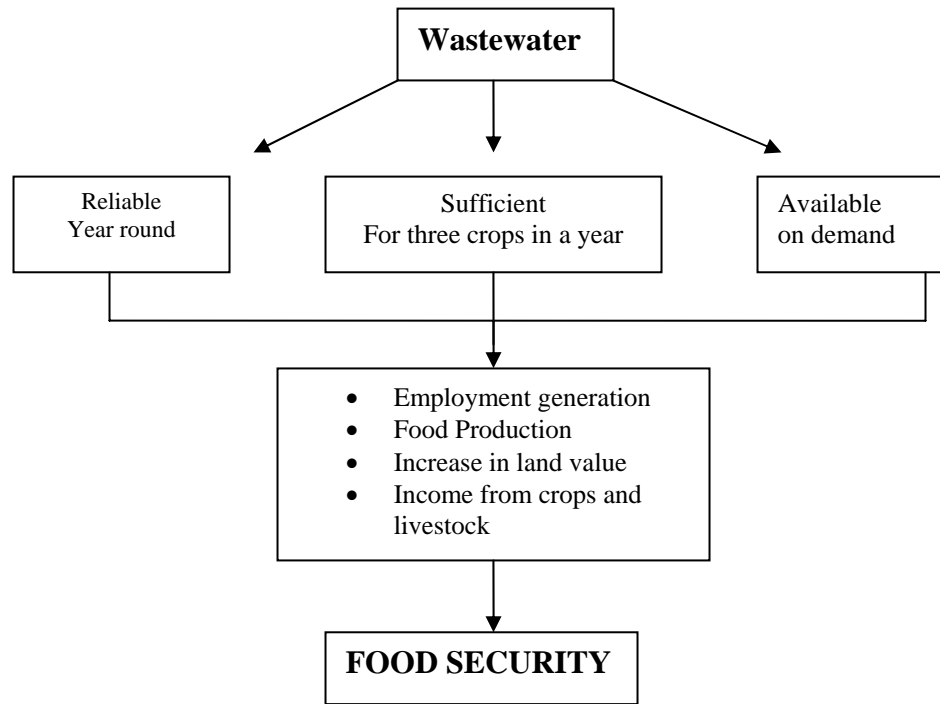 Wastewater
Reliable
Year round
Sufficient
For three crops in a year
Available
on demand
• Employment generation
• Food Production
• Increase in land value
• Income from crops and
livestock
FOOD SECURITY